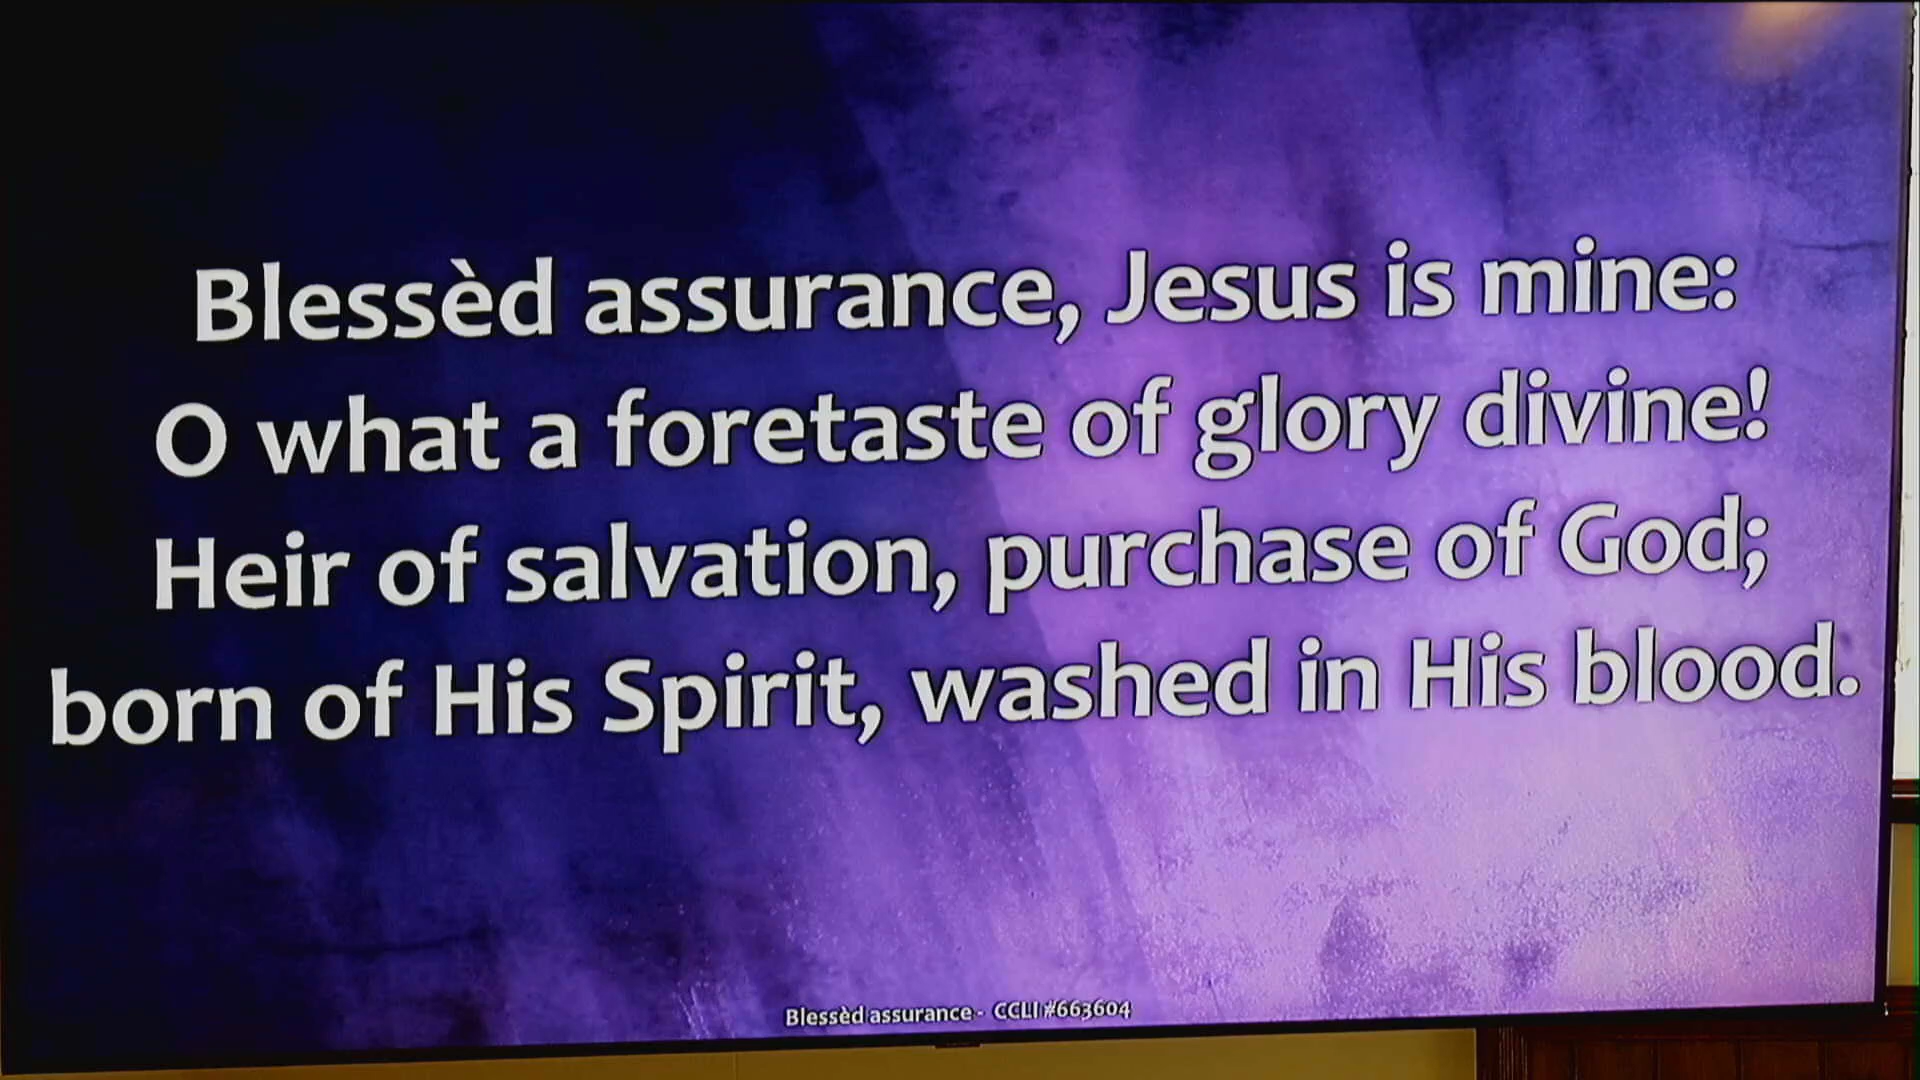 Blessèd assurance, Jesus is mine:
O what a foretaste of glory divine!
Heir of salvation, purchase of God;
born of His Spirit, washed in His blood.
Blessèd assurance - CCLI #663604